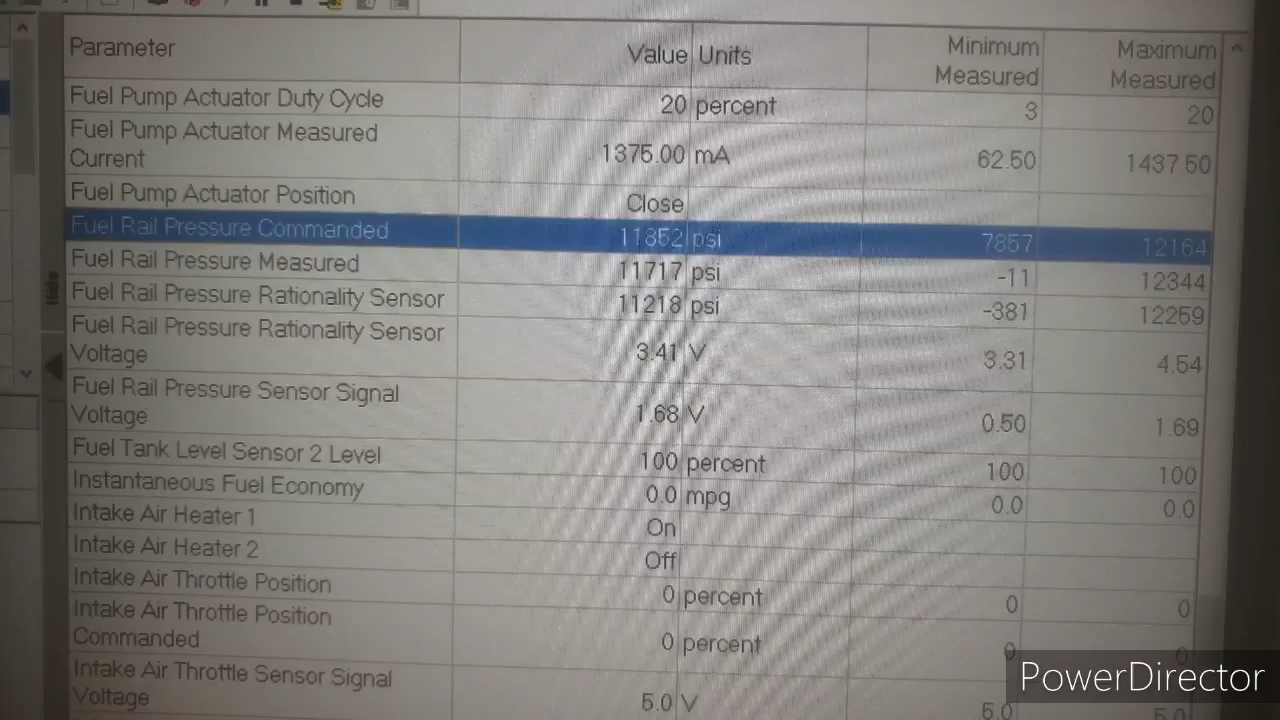 Parameter Value Units Minimum Measured Maximum Measured
Fuel Pump Actuator Duty Cycle 20 percent 3 20
Fuel Pump Actuator Measured Current 1375.00 mA 62.50 1437.50
Fuel Pump Actuator Position Close
Fuel Rail Pressure Commanded 11852 psi 7857 12164
Fuel Rail Pressure Measured 11717 psi -11 12344
Fuel Rail Pressure Rationality Sensor 11218 psi -381 12259
Fuel Rail Pressure Rationality Sensor Voltage 3.41 V 3.31 4.54
Fuel Rail Pressure Sensor Signal Voltage 1.68 V 0.50 1.69
Fuel Tank Level Sensor 2 Level 100 percent 100 100
Instantaneous Fuel Economy 0.0 mpg 0.0 0.0
Intake Air Heater 1 On
Intake Air Heater 2 Off
Intake Air Throttle Position 0 percent 0 0
Intake Air Throttle Position Commanded 0 percent 0 0
Intake Air Throttle Sensor Signal Voltage 5.0 V 5.0 5.0
Hide
PowerDirector